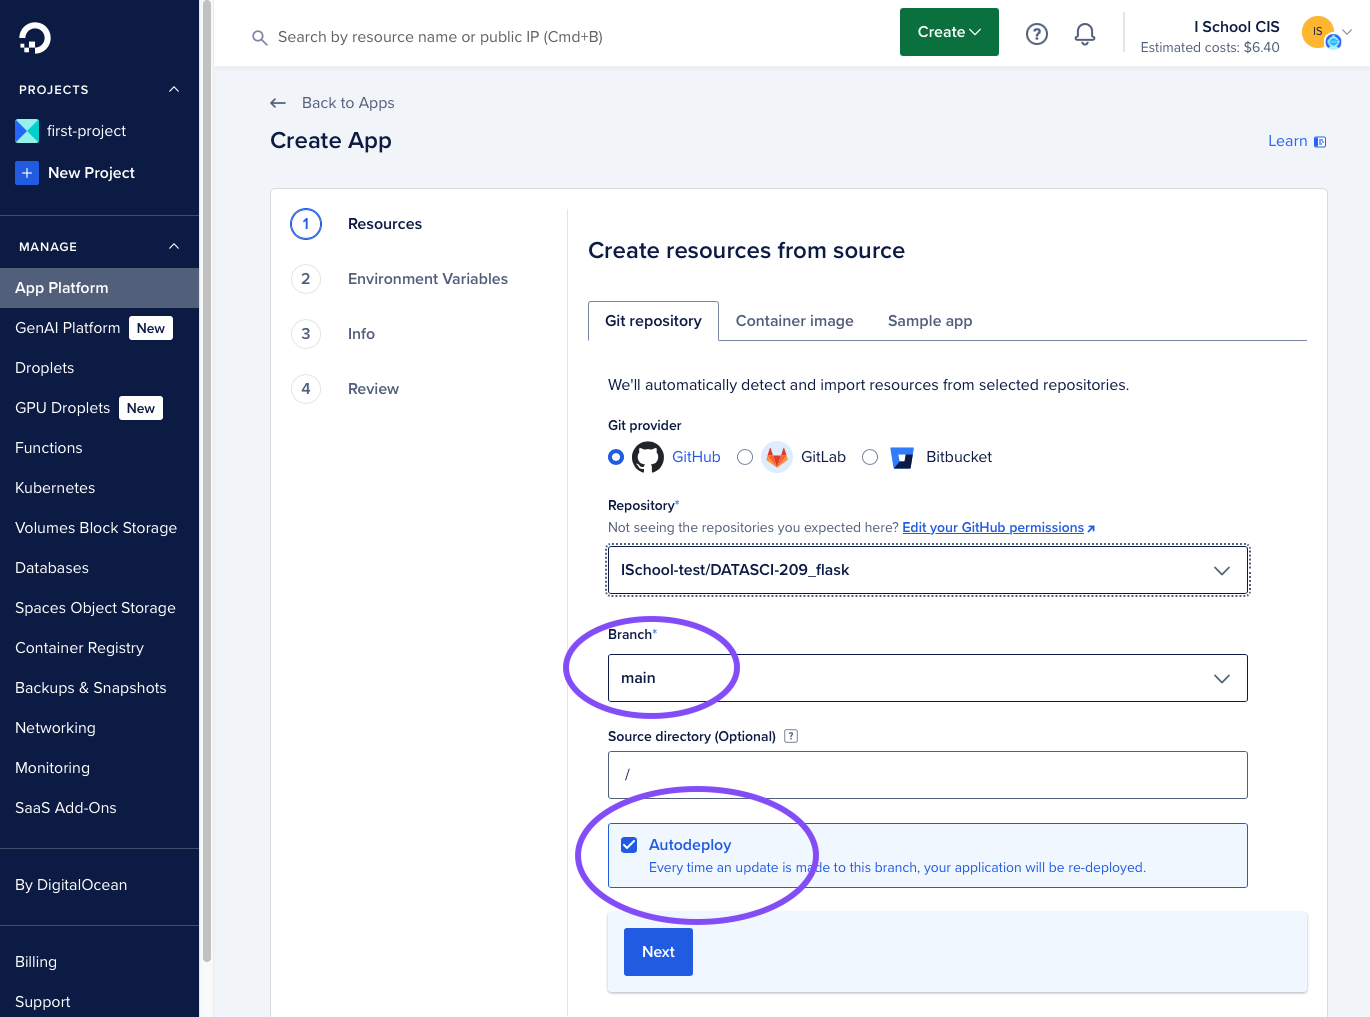 PROJECTS
first-project
New Project
MANAGE
App Platform
GenAI Platform New
Droplets
GPU Droplets New
Functions
Kubernetes
Volumes Block Storage
Databases
Spaces Object Storage
Container Registry
Backups & Snapshots
Networking
Monitoring
SaaS Add-Ons
By DigitalOcean
Billing
Support
Search by resource name or public IP (Cmd+B)
Create
?
I School CIS
Estimated costs: $6.40
IS
Back to Apps
Create App
Learn
1 Resources
2 Environment Variables
3 Info
4 Review
Create resources from source
Git repository Container image Sample app
We'll automatically detect and import resources from selected repositories.
Git provider
GitHub GitLab Bitbucket
Repository*
Not seeing the repositories you expected here? Edit your GitHub permissions
ISchool-test/DATASCI-209_flask
Branch*
main
Source directory (Optional) ?
/
Autodeploy
Every time an update is made to this branch, your application will be re-deployed.
Next